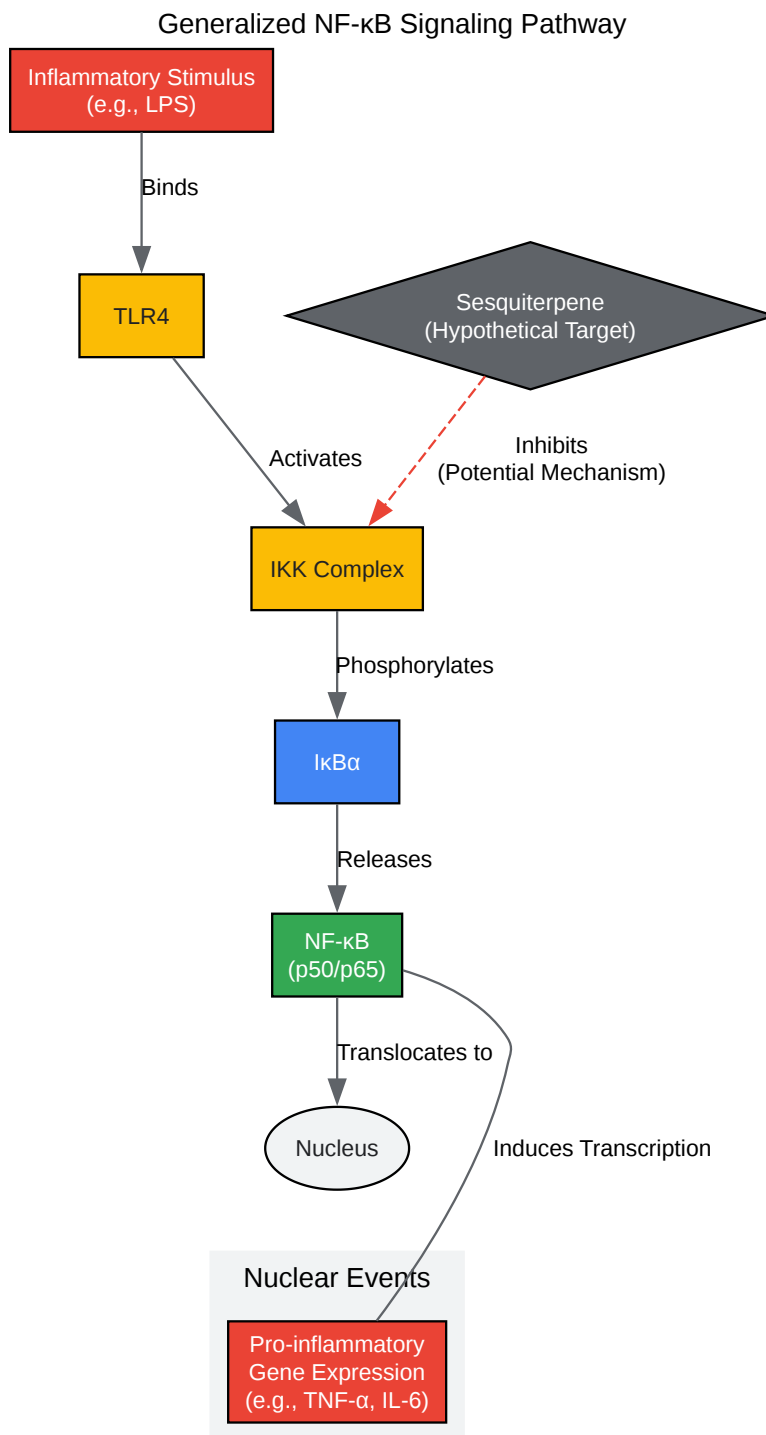 Generalized NF-κB Signaling Pathway
Inflammatory Stimulus
(e.g., LPS)
Binds
TLR4
Sesquiterpene
(Hypothetical Target)
Activates
Inhibits
(Potential Mechanism)
IKK Complex
Phosphorylates
IκBα
Releases
NF-κB
(p50/p65)
Translocates to
Nucleus
Induces Transcription
Nuclear Events
Pro-inflammatory
Gene Expression
(e.g., TNF-α, IL-6)